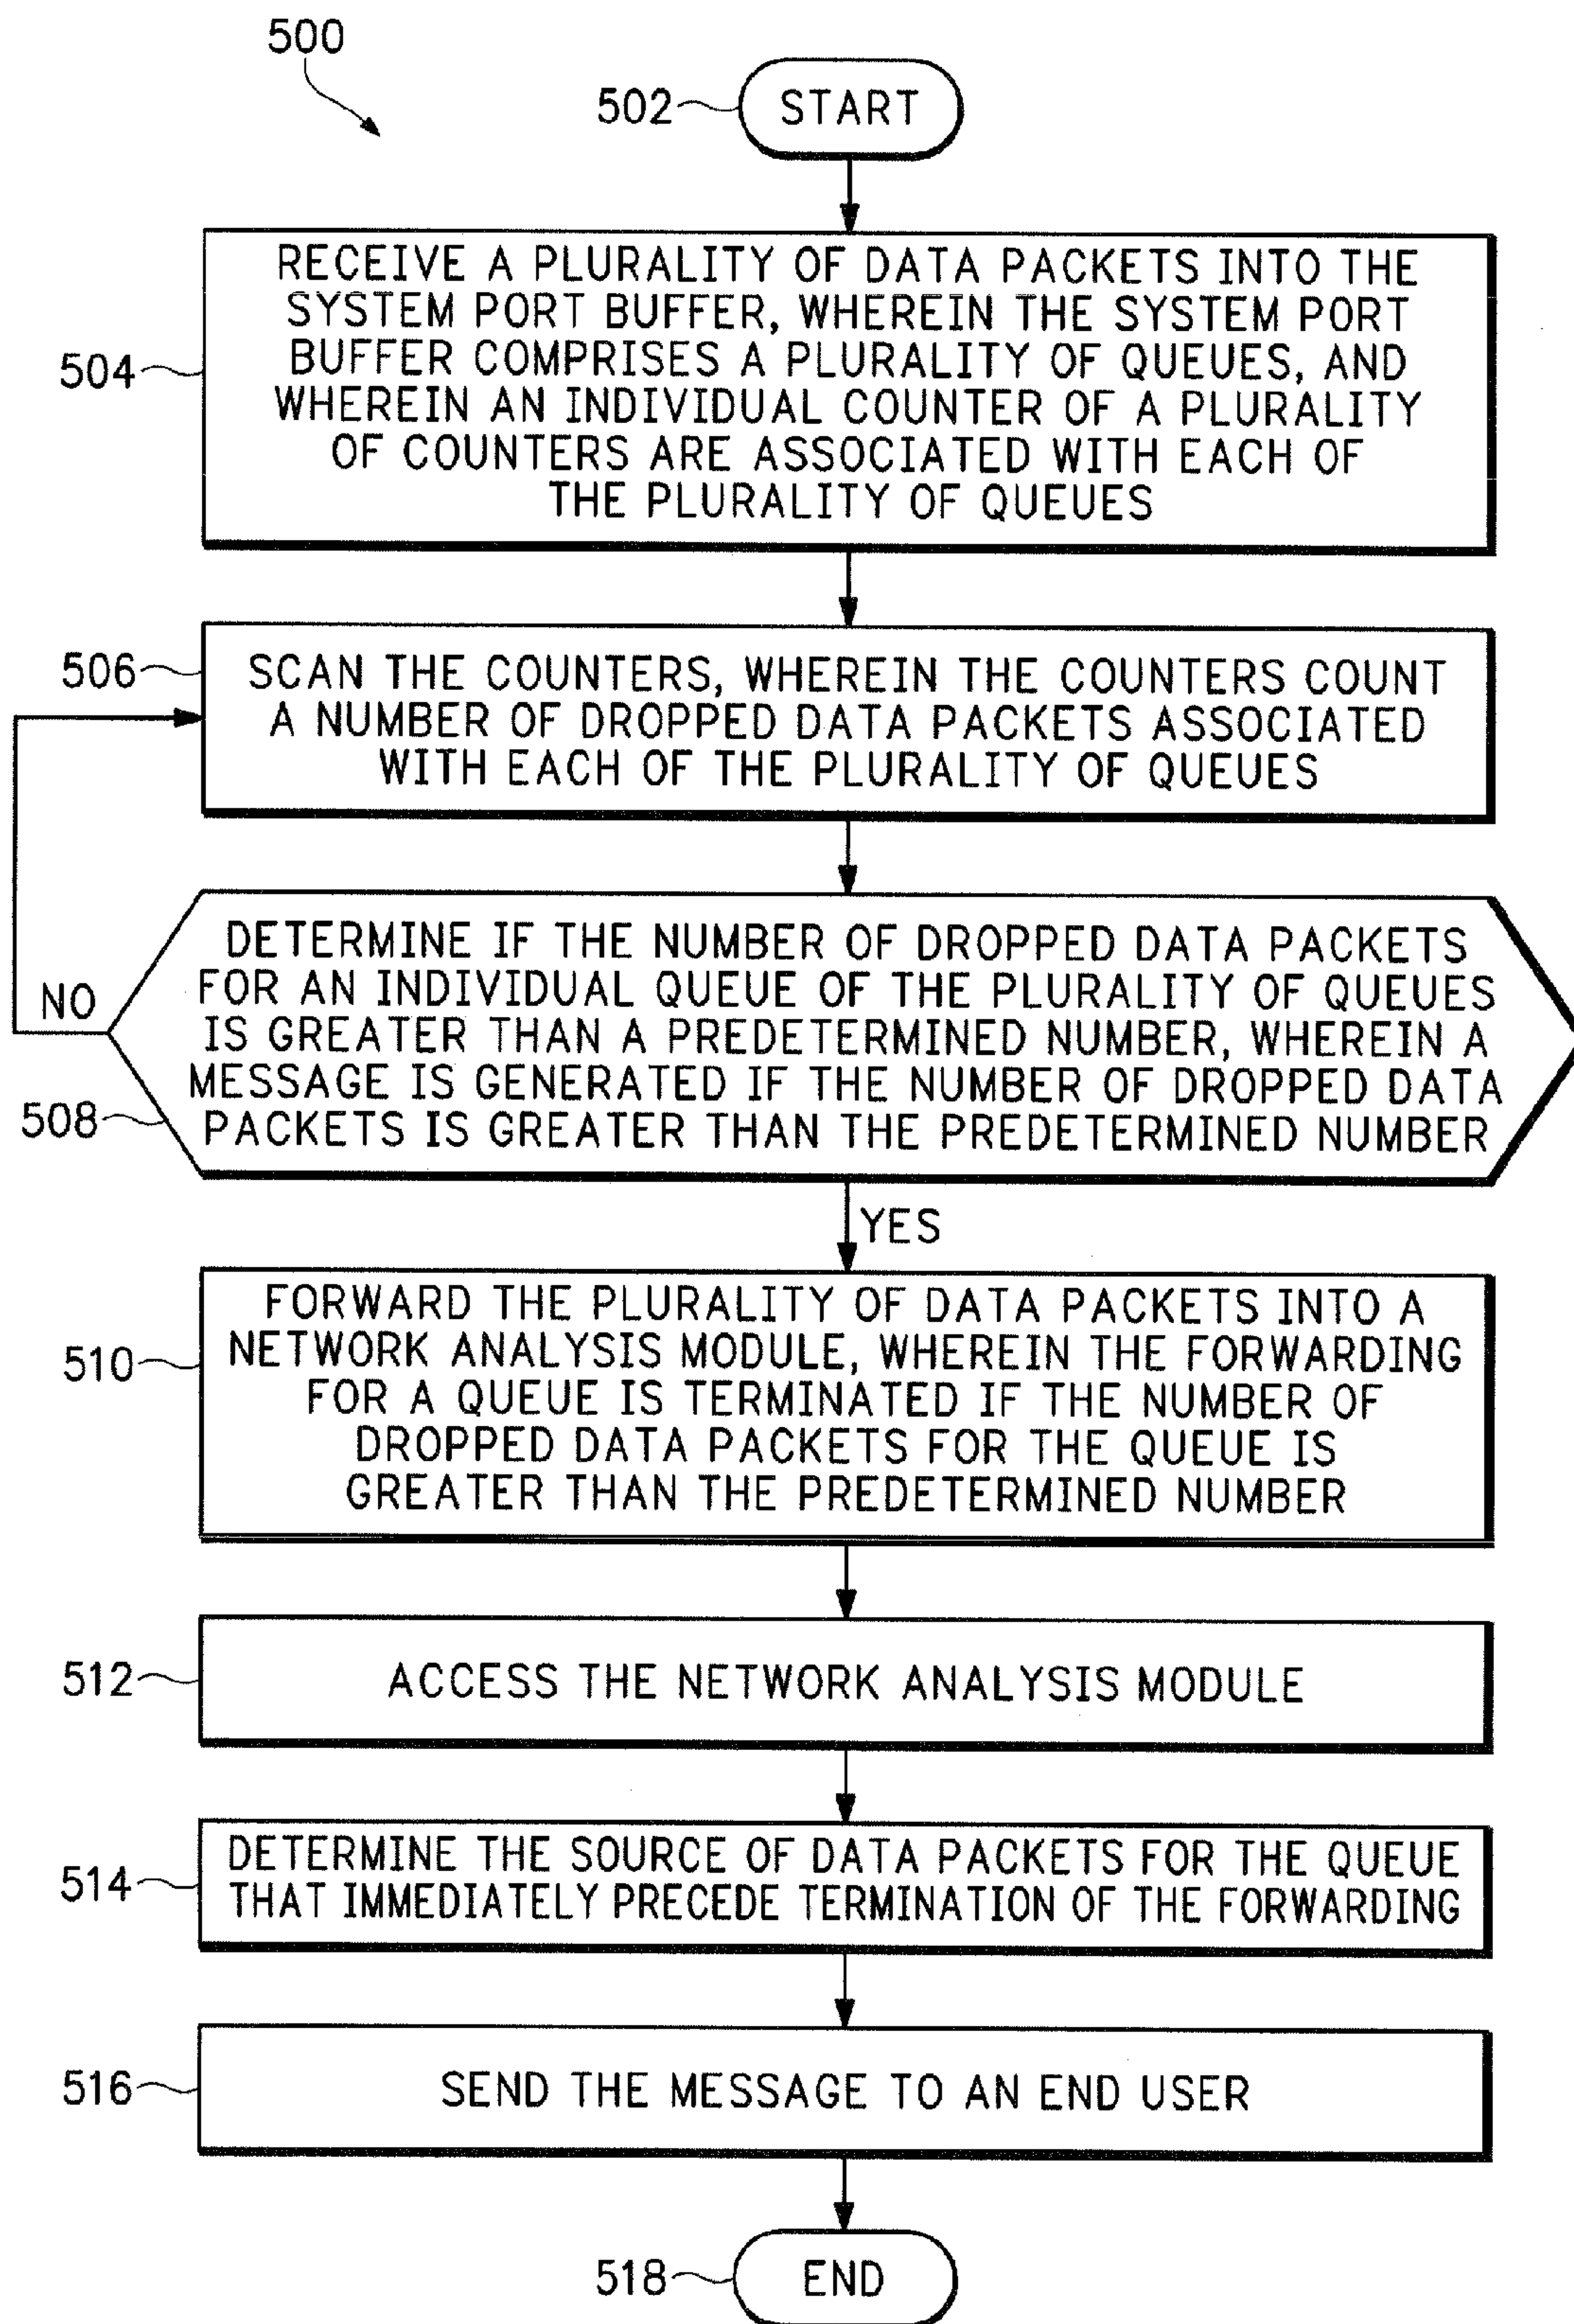 500
502
START
RECEIVE A PLURALITY OF DATA PACKETS INTO THE
SYSTEM PORT BUFFER, WHEREIN THE SYSTEM PORT
BUFFER COMPRISES A PLURALITY OF QUEUES, AND
WHEREIN AN INDIVIDUAL COUNTER OF A PLURALITY
OF COUNTERS ARE ASSOCIATED WITH EACH OF
THE PLURALITY OF QUEUES
504
506
SCAN THE COUNTERS, WHEREIN THE COUNTERS COUNT
A NUMBER OF DROPPED DATA PACKETS ASSOCIATED
WITH EACH OF THE PLURALITY OF QUEUES
NO
DETERMINE IF THE NUMBER OF DROPPED DATA PACKETS
FOR AN INDIVIDUAL QUEUE OF THE PLURALITY OF QUEUES
IS GREATER THAN A PREDETERMINED NUMBER, WHEREIN A
MESSAGE IS GENERATED IF THE NUMBER OF DROPPED DATA
PACKETS IS GREATER THAN THE PREDETERMINED NUMBER
508
YES
FORWARD THE PLURALITY OF DATA PACKETS INTO A
NETWORK ANALYSIS MODULE, WHEREIN THE FORWARDING
FOR A QUEUE IS TERMINATED IF THE NUMBER OF
DROPPED DATA PACKETS FOR THE QUEUE IS
GREATER THAN THE PREDETERMINED NUMBER
510
512
ACCESS THE NETWORK ANALYSIS MODULE
514
DETERMINE THE SOURCE OF DATA PACKETS FOR THE QUEUE
THAT IMMEDIATELY PRECEDE TERMINATION OF THE FORWARDING
516
SEND THE MESSAGE TO AN END USER
518
END